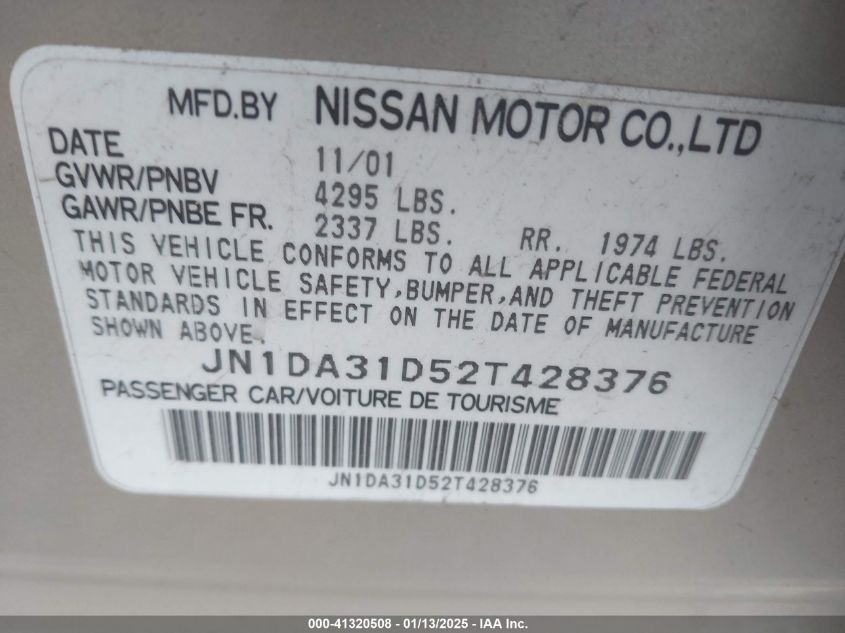 MFD.BY NISSAN MOTOR CO.,LTD
DATE 11/01
GVWR/PNBV 4295 LBS.
GAWR/PNBE FR. 2337 LBS. RR. 1974 LBS.
THIS VEHICLE CONFORMS TO ALL APPLICABLE FEDERAL
MOTOR VEHICLE SAFETY,BUMPER,AND THEFT PREVENTION
STANDARDS IN EFFECT ON THE DATE OF MANUFACTURE
SHOWN ABOVE.
JN1DA31D52T428376
PASSENGER CAR/VOITURE DE TOURISME
JN1DA31D52T428376
000-41320508 - 01/13/2025 - IAA Inc.